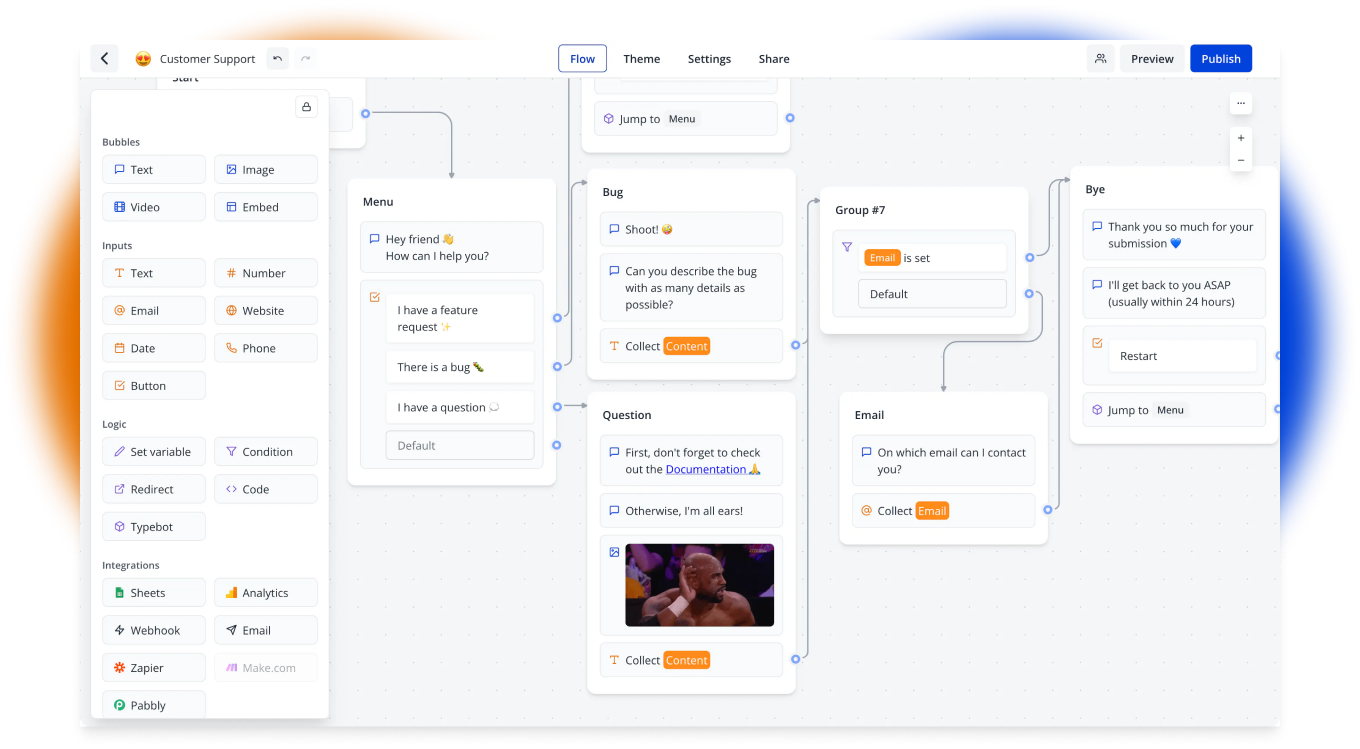 Customer Support
Flow
Theme
Settings
Share
Preview
Publish
Start
Bubbles
Text
Image
Video
Embed
Inputs
Text
Number
Email
Website
Date
Phone
Button
Logic
Set variable
Condition
Redirect
Code
Typebot
Integrations
Sheets
Analytics
Webhook
Email
Zapier
Make.com
Pabbly
Menu
Hey friend 👋
How can I help you?
I have a feature
request ✨
There is a bug 🐛
I have a question 💭
Default
Jump to Menu
Bug
Shoot! 🤪
Can you describe the bug
with as many details as
possible?
Collect Content
Question
First, don't forget to check
out the Documentation 🙏
Otherwise, I'm all ears!
Collect Content
Group #7
Email is set
Default
Email
On which email can I contact
you?
Collect Email
Bye
Thank you so much for your
submission 💙
I'll get back to you ASAP
(usually within 24 hours)
Restart
Jump to Menu